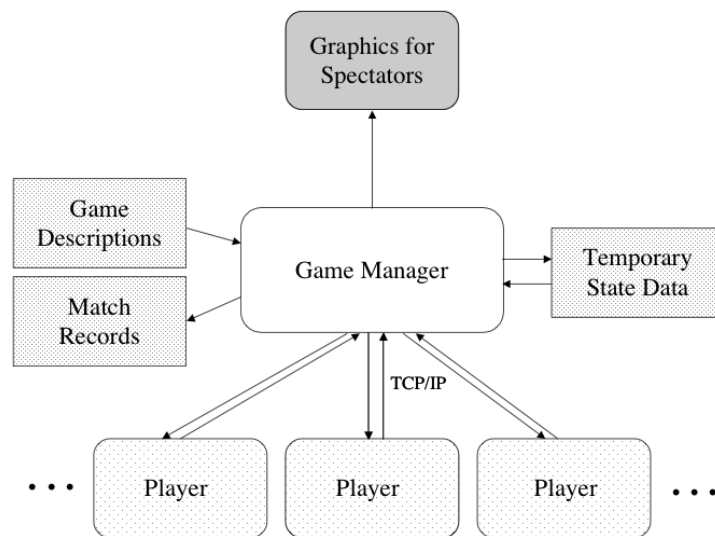 Graphics for
Spectators
Game
Descriptions
Game Manager
Temporary
State Data
Match
Records
TCP/IP
Player
Player
Player